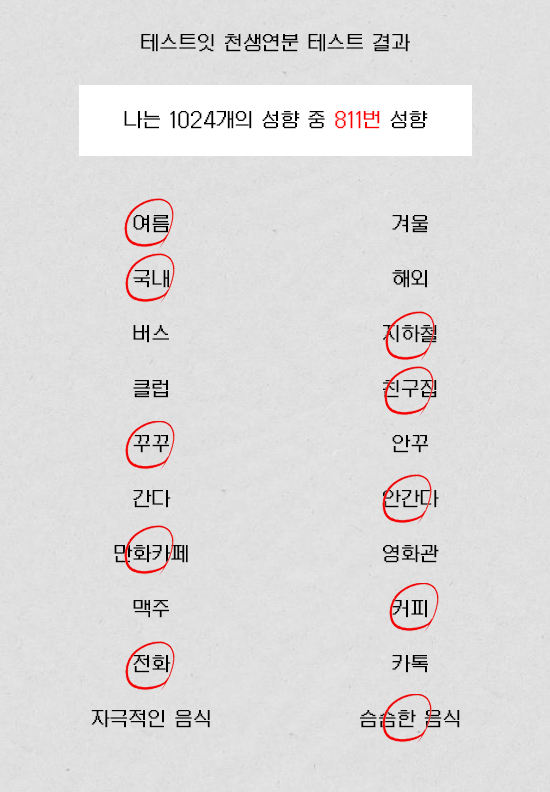 테스트잇 천생연분 테스트 결과
나는 1024개의 성향 중 811번 성향
여름 겨울
국내 해외
버스 지하철
클럽 친구집
꾸꾸 안꾸
간다 안간다
만화카페 영화관
맥주 커피
전화 카톡
자극적인 음식 슴슴한 음식